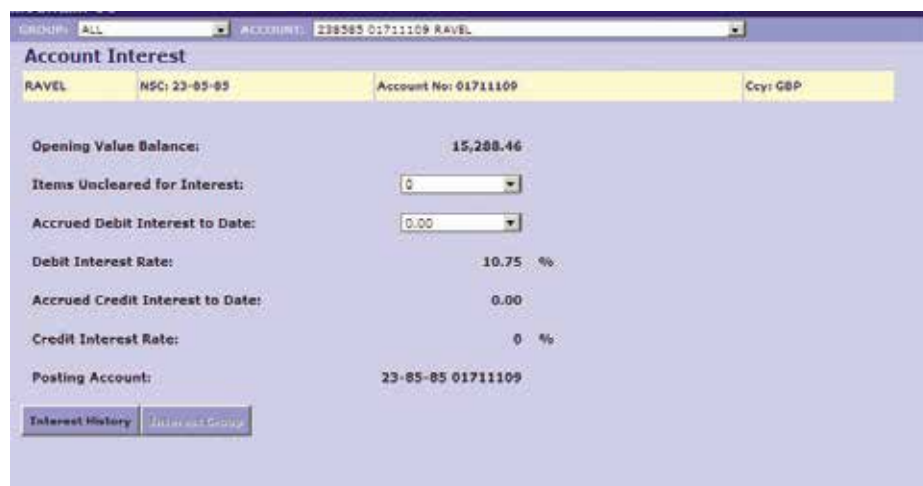 GROUP: ALL ACCOUNT: 238585 01711109 RAVEL
Account Interest
RAVEL NSC: 23-85-85 Account No: 01711109 Ccy: GBP
Opening Value Balance: 15,288.46
Items Uncleared for Interest: 0
Accrued Debit Interest to Date: 0.00
Debit Interest Rate: 10.75 %
Accrued Credit Interest to Date: 0.00
Credit Interest Rate: 0 %
Posting Account: 23-85-85 01711109
Interest History Interest Group